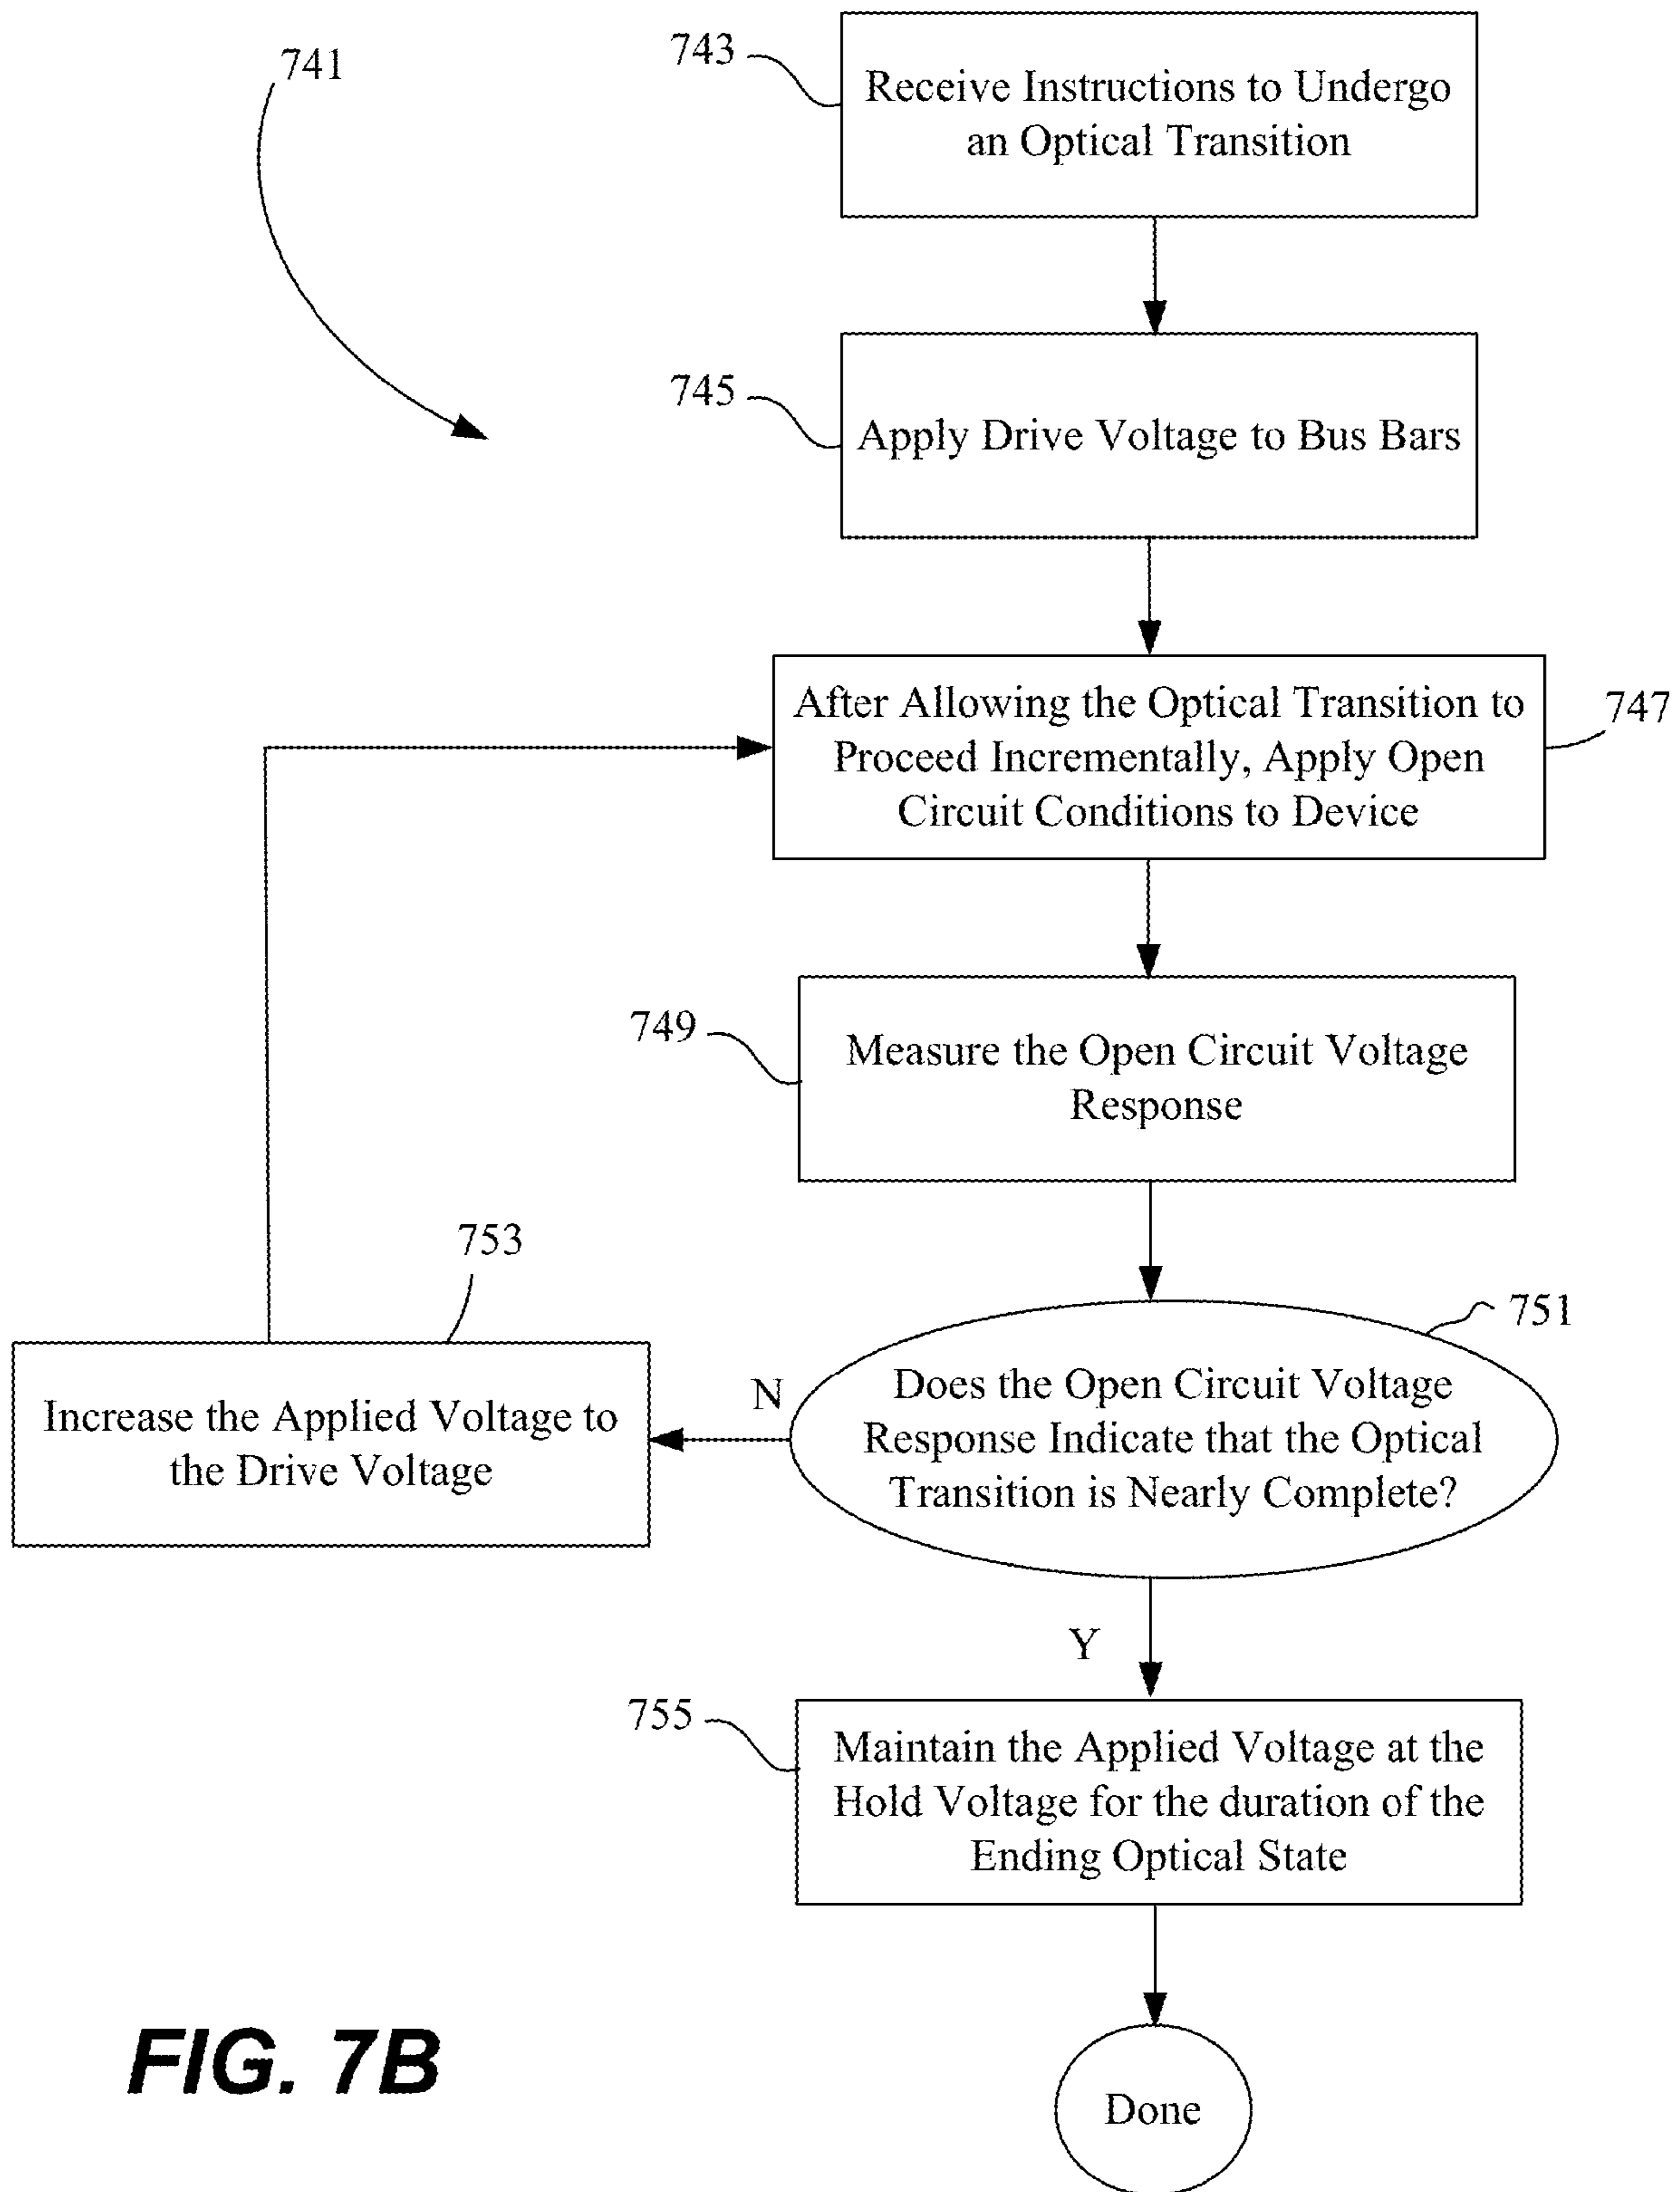 741
743
Receive Instructions to Undergo
an Optical Transition
745
Apply Drive Voltage to Bus Bars
After Allowing the Optical Transition to
Proceed Incrementally, Apply Open
Circuit Conditions to Device
747
749
Measure the Open Circuit Voltage
Response
751
Does the Open Circuit Voltage
Response Indicate that the Optical
Transition is Nearly Complete?
N
753
Increase the Applied Voltage to
the Drive Voltage
Y
755
Maintain the Applied Voltage at the
Hold Voltage for the duration of the
Ending Optical State
Done
FIG. 7B